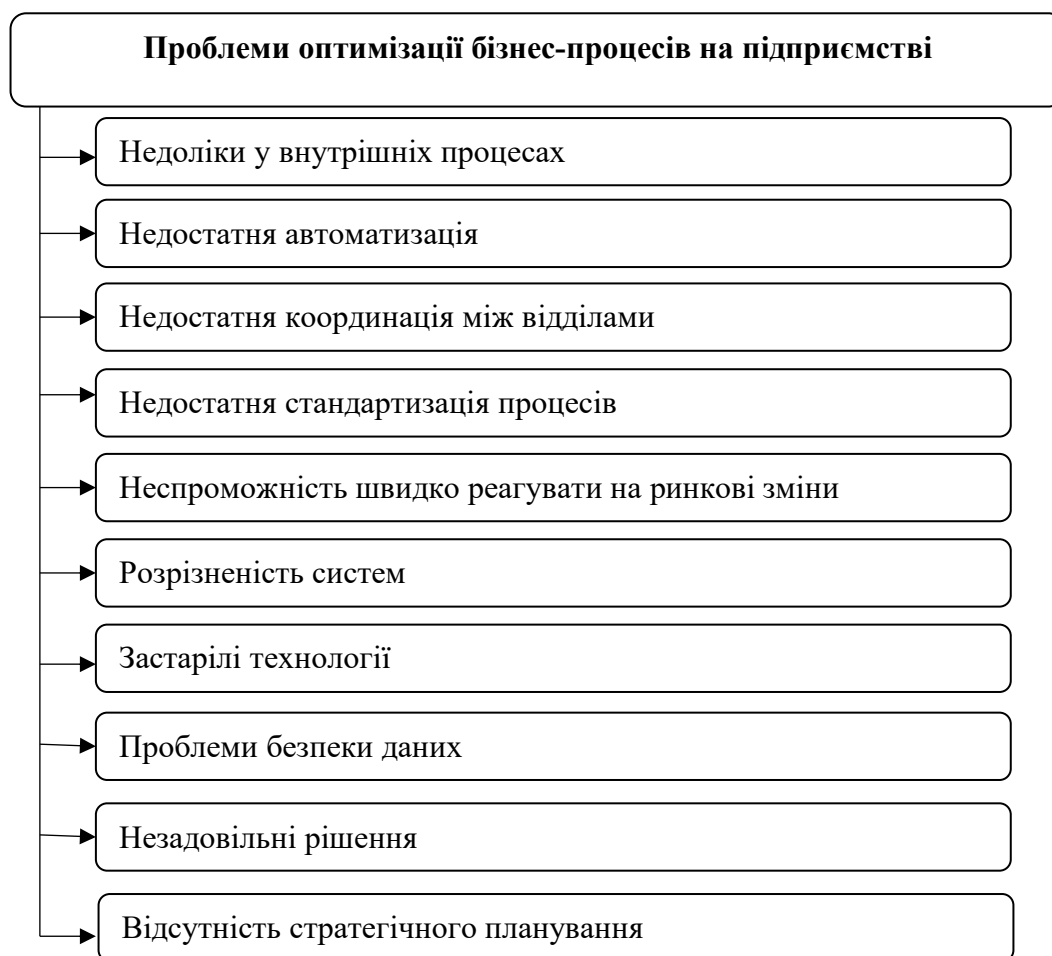 Проблеми оптимізації бізнес-процесів на підприємстві
Недоліки у внутрішніх процесах
Недостатня автоматизація
Недостатня координація між відділами
Недостатня стандартизація процесів
Неспроможність швидко реагувати на ринкові зміни
Розрізненість систем
Застарілі технології
Проблеми безпеки даних
Незадовільні рішення
Відсутність стратегічного планування